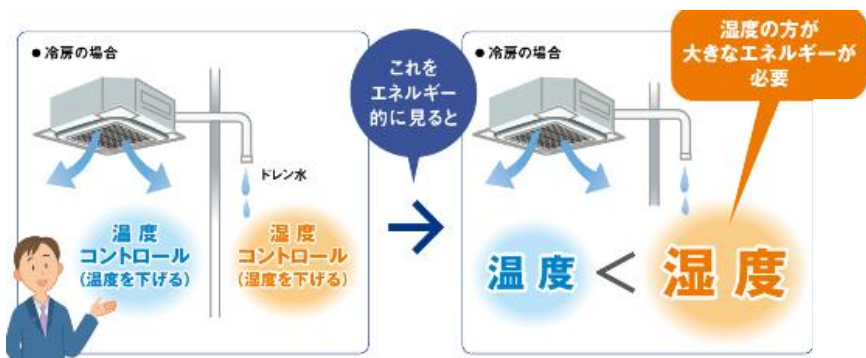 ●冷房の場合
ドレン水
温度
コントロール
(温度を下げる)
湿度
コントロール
(湿度を下げる)
これを
エネルギー
的に見ると
●冷房の場合
湿度の方が
大きなエネルギーが
必要
温度 < 湿度